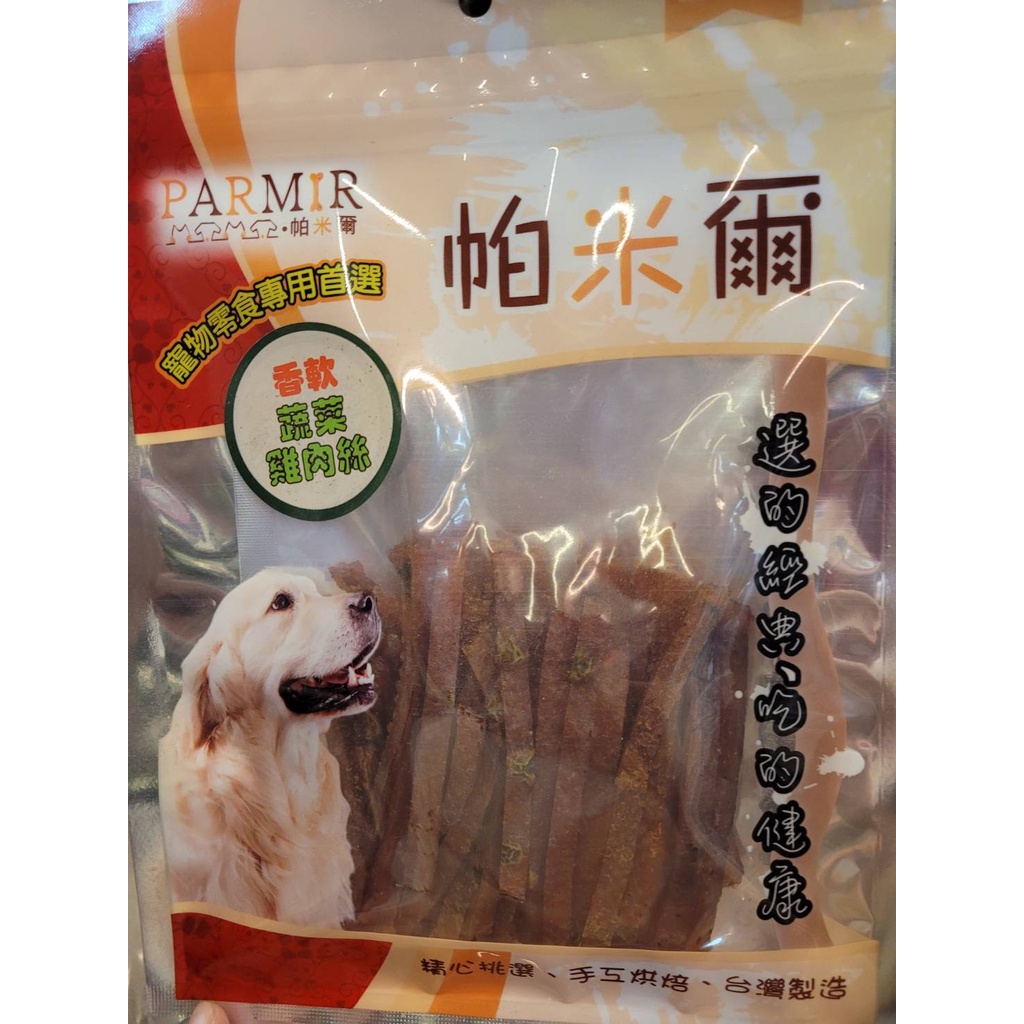 PARMIR
·帕米爾
帕米爾
寵物零食專用首選
香軟
蔬菜
雞肉絲
選的經典、吃的健康
精心挑選、手工烘焙、台灣製造